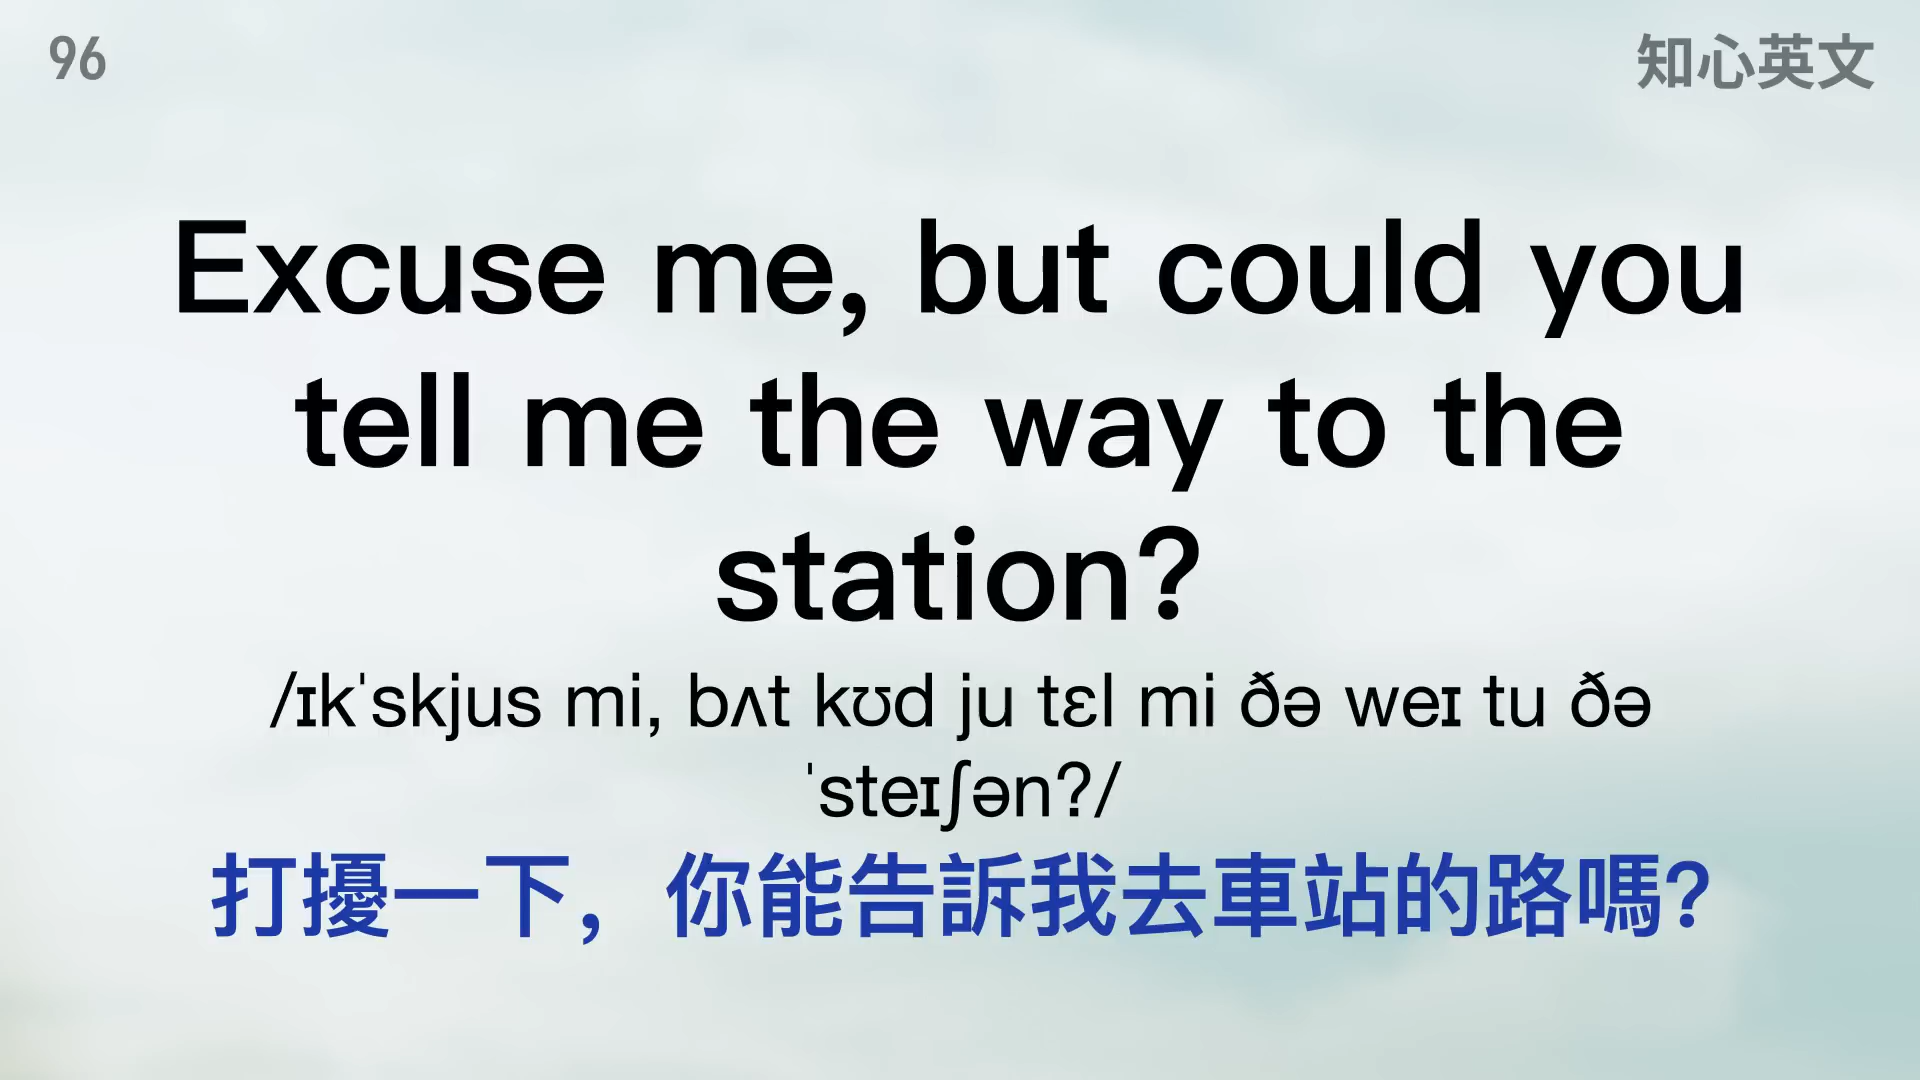 96
知心英文
Excuse me, but could you
tell me the way to the
station?
/ɪkˈskjus mi, bʌt kʊd ju tɛl mi ðə weɪ tu ðə
ˈsteɪʃən?/
打擾一下，你能告訴我去車站的路嗎?